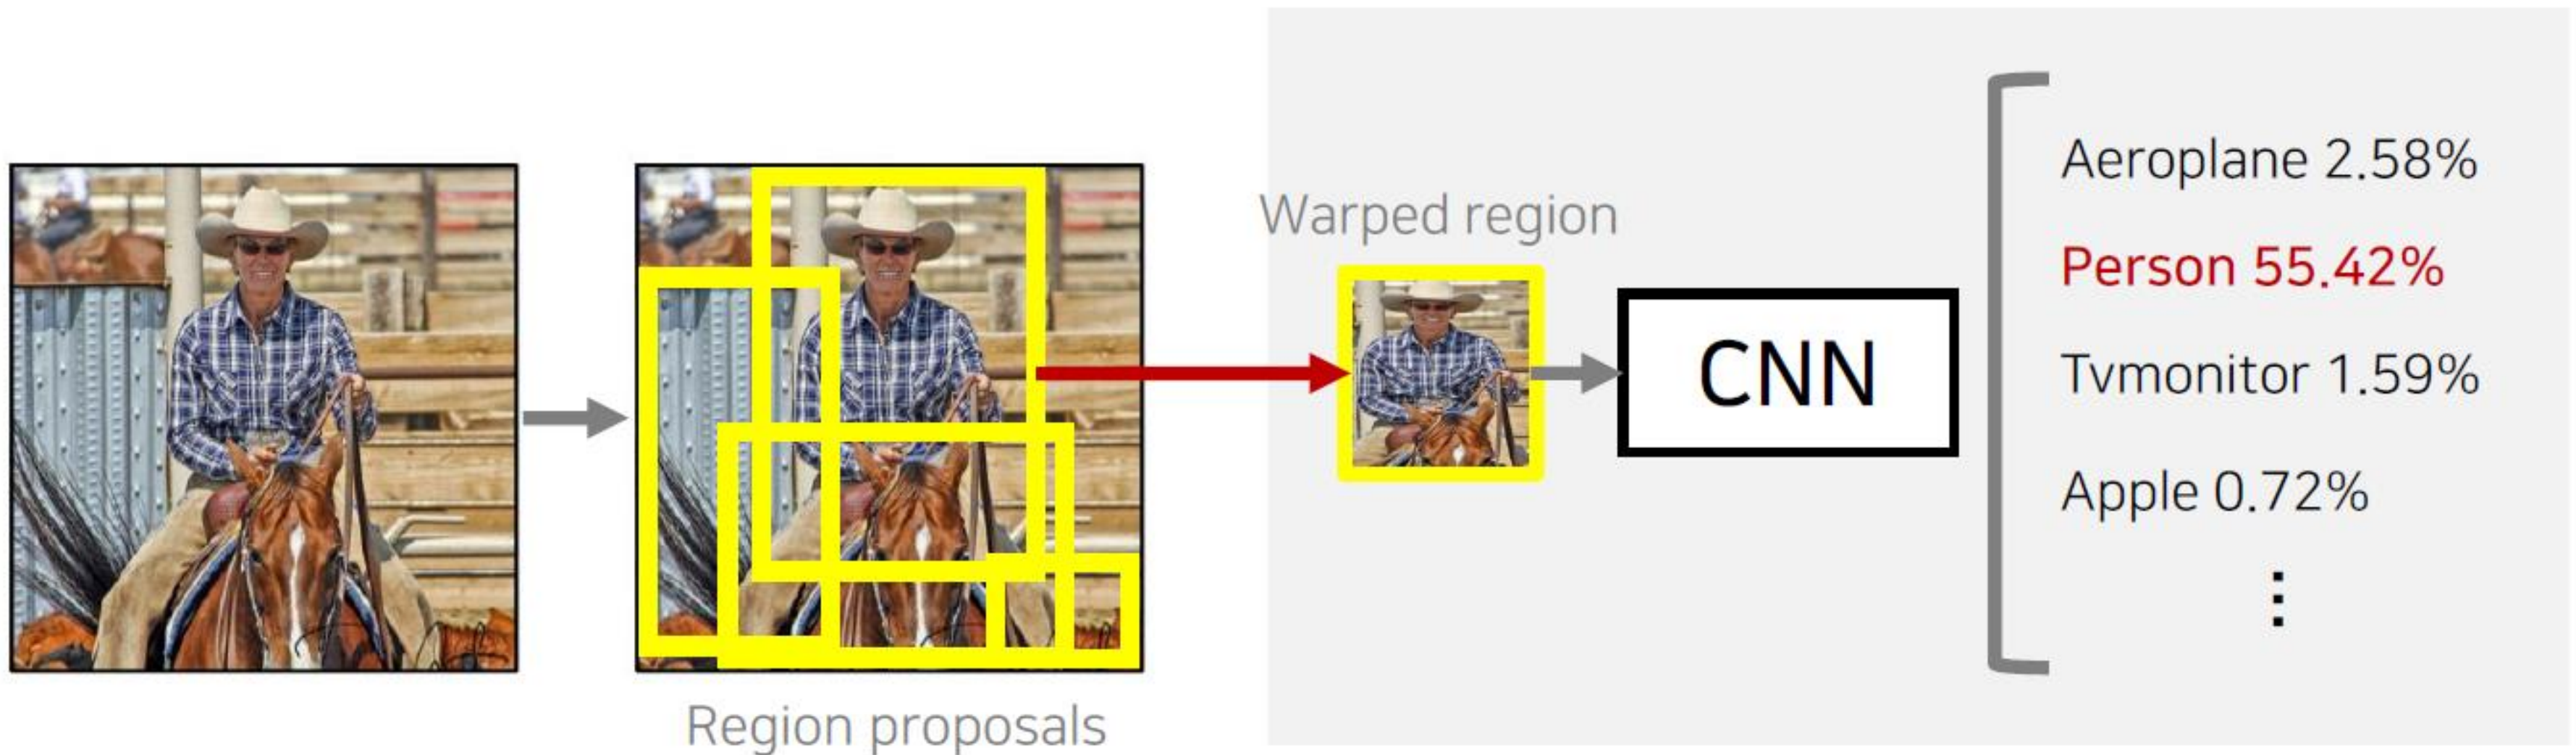 Region proposals
Warped region
CNN
Aeroplane 2.58%
Person 55.42%
Tvmonitor 1.59%
Apple 0.72%
⋮